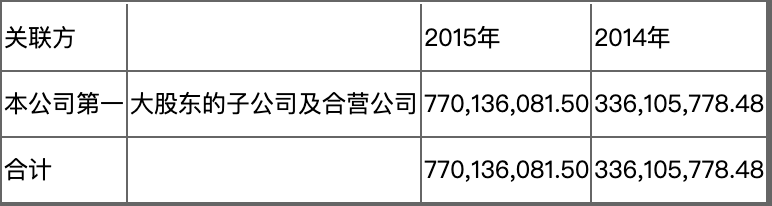 关联方 2015年 2014年
本公司第一 大股东的子公司及合营公司 770,136,081.50 336,105,778.48
合计 770,136,081.50 336,105,778.48